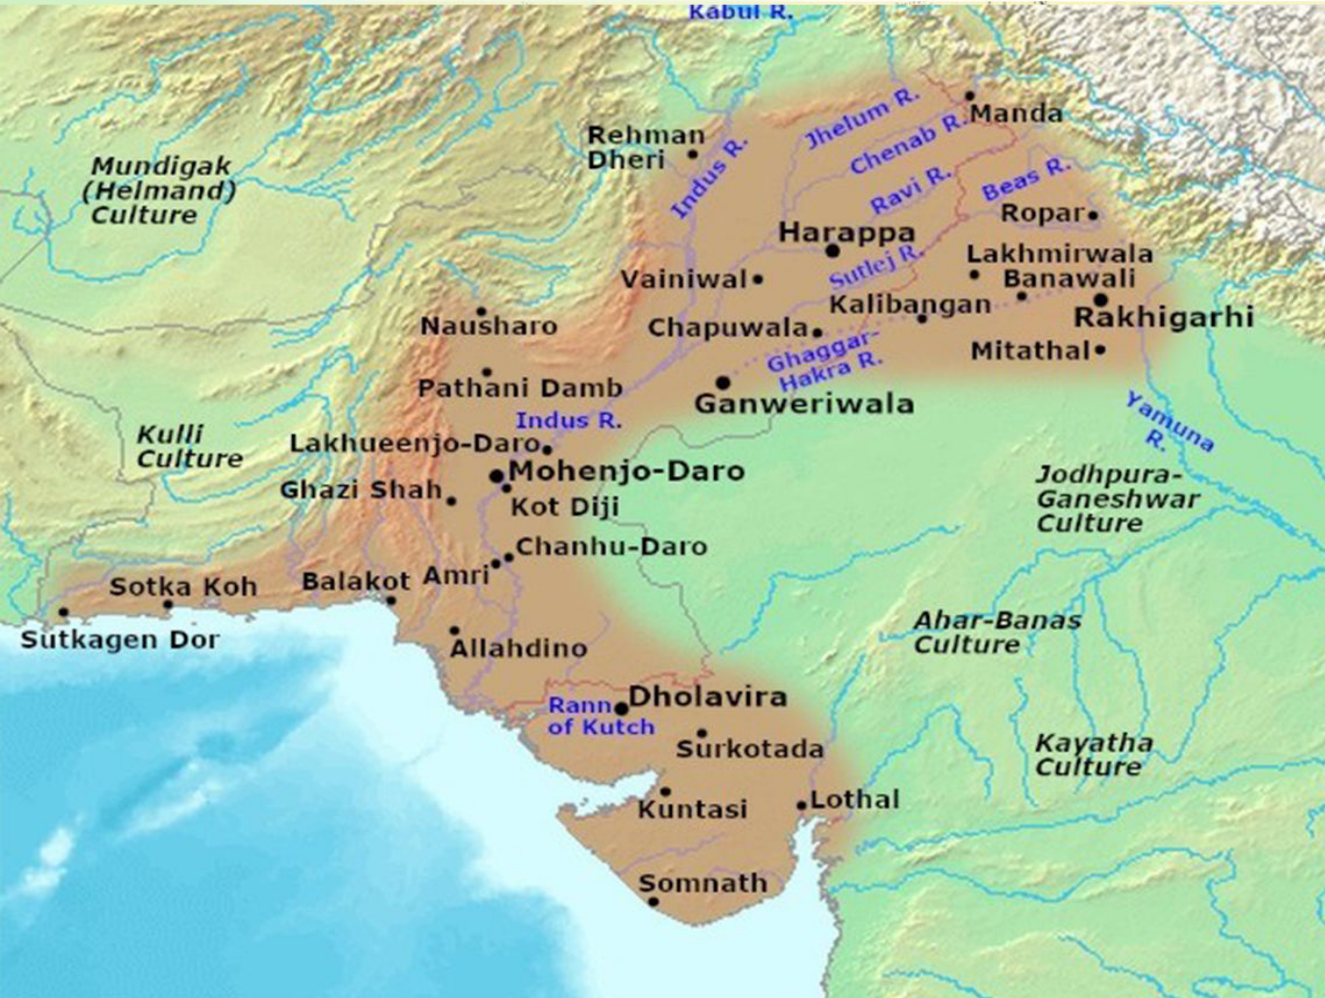 Kabul R.
Jhelum R.
Manda
Chenab R.
Rehman
Dheri
Indus R.
Mundigak
(Helmand)
Culture
Ravi R.
Beas R.
Ropar
Harappa
Lakhmirwala
Sutlej R.
Vainiwal
Banawali
Kalibangan
Rakhigarhi
Nausharo
Chapuwala
Ghaggar-
Hakra R.
Mitathal
Pathani Damb
Ganweriwala
Indus R.
Yamuna
R.
Kulli
Culture
Lakhueenjo-Daro
Mohenjo-Daro
Jodhpura-
Ganeshwar
Culture
Ghazi Shah
Kot Diji
Chanhu-Daro
Sotka Koh
Balakot
Amri
Sutkagen Dor
Allahdino
Ahar-Banas
Culture
Dholavira
Rann
of Kutch
Surkotada
Kayatha
Culture
Kuntasi
Lothal
Somnath